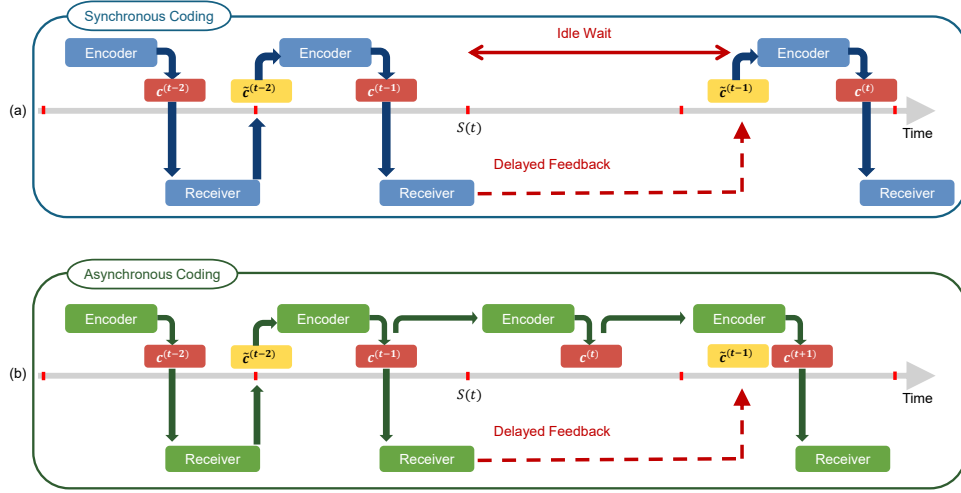 Synchronous Coding
Idle Wait
Encoder Encoder Encoder
c^(t−2) c̃^(t−2) c^(t−1) c̃^(t−1) c^(t)
(a)
S(t) Time
Delayed Feedback
Receiver Receiver Receiver
Asynchronous Coding
Encoder Encoder Encoder Encoder
c^(t−2) c̃^(t−2) c^(t−1) c^(t) c̃^(t−1) c^(t+1)
(b)
S(t) Time
Delayed Feedback
Receiver Receiver Receiver